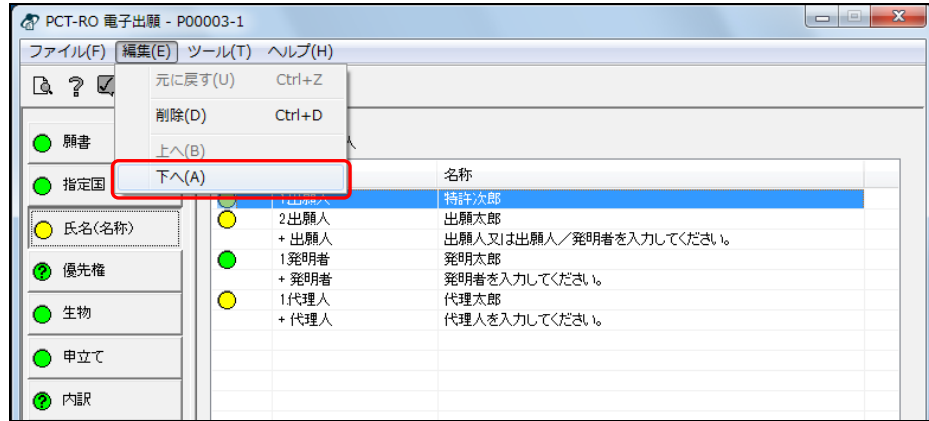 PCT-RO 電子出願 - P00003-1
ファイル(F) 編集(E) ツール(T) ヘルプ(H)
元に戻す(U) Ctrl+Z
削除(D) Ctrl+D
上へ(B)
下へ(A)
願書
指定国
氏名(名称)
優先権
生物
申立て
内訳
人
名称
1出願人 特許次郎
2出願人 出願太郎
+ 出願人 出願人又は出願人／発明者を入力してください。
1発明者 発明太郎
+ 発明者 発明者を入力してください。
1代理人 代理太郎
+ 代理人 代理人を入力してください。